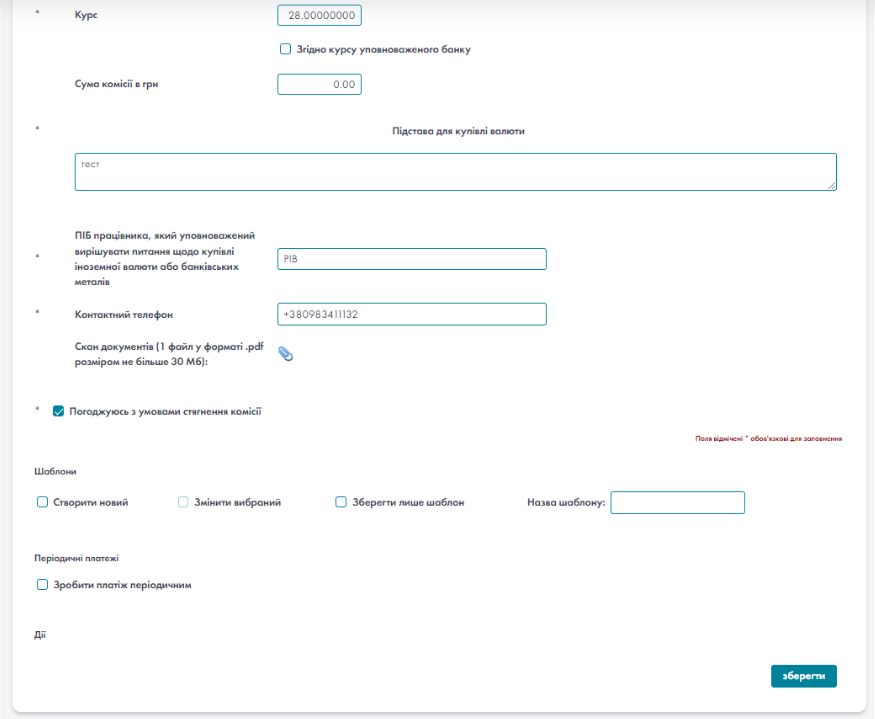 * Курс 28.00000000
Згідно курсу уповноваженого банку
Сума комісії в грн 0.00
* Підстава для купівлі валюти
тест
ПІБ працівника, який уповноважений
вирішувати питання щодо купівлі
* іноземної валюти або банківських
металів
РІВ
* Контактний телефон +380983411132
Скан документів (1 файл у форматі .pdf
розміром не більше 30 Мб):
* Погоджуюсь з умовами стягнення комісії
Поля відмічені * обов'язкові для заповнення
Шаблони
Створити новий Змінити вибраний Зберегти лише шаблон Назва шаблону:
Періодичні платежі
Зробити платіж періодичним
Дії
зберегти